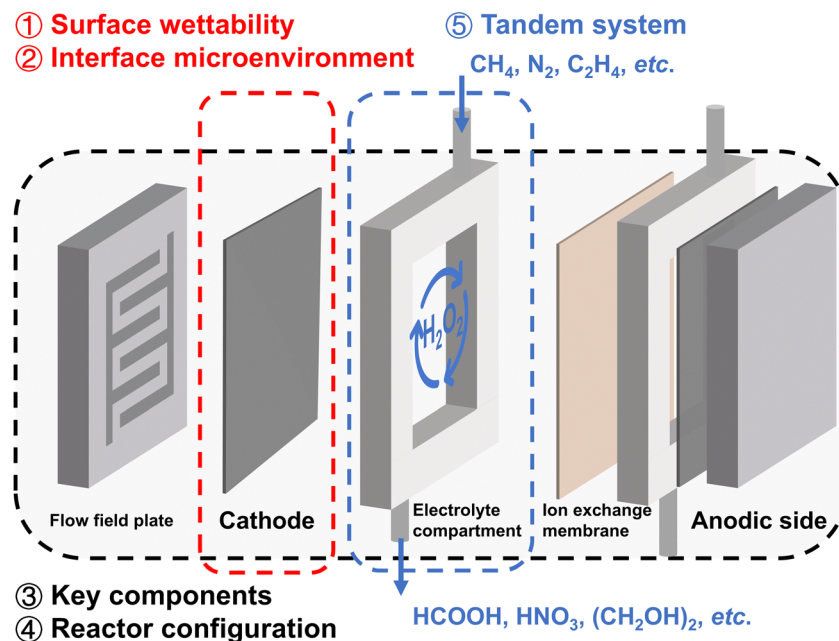 ① Surface wettability
② Interface microenvironment
⑤ Tandem system
CH₄, N₂, C₂H₄, etc.
H₂O₂
Flow field plate
Cathode
Electrolyte
compartment
Ion exchange
membrane
Anodic side
③ Key components
④ Reactor configuration
HCOOH, HNO₃, (CH₂OH)₂, etc.